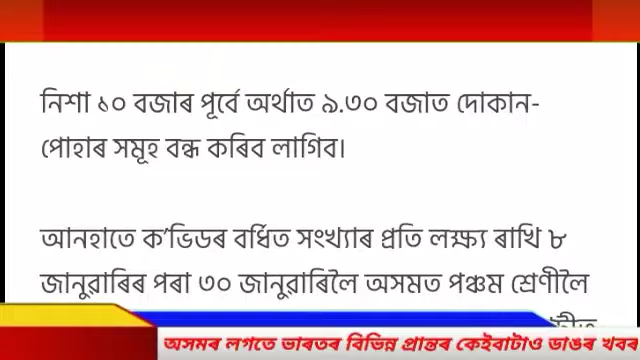 নিশা ১০ বজাৰ পূৰ্বে অৰ্থাত ৯.৩০ বজাত দোকান-
পোহাৰ সমূহ বন্ধ কৰিব লাগিব।
আনহাতে ক’ভিডৰ বৰ্ধিত সংখ্যাৰ প্ৰতি লক্ষ্য ৰাখি ৮
জানুৱাৰিৰ পৰা ৩০ জানুৱাৰিলৈ অসমত পঞ্চম শ্ৰেণীলৈ
অসমৰ লগতে ভাৰতৰ বিভিন্ন প্ৰান্তৰ কেইবাটাও ডাঙৰ খবৰ